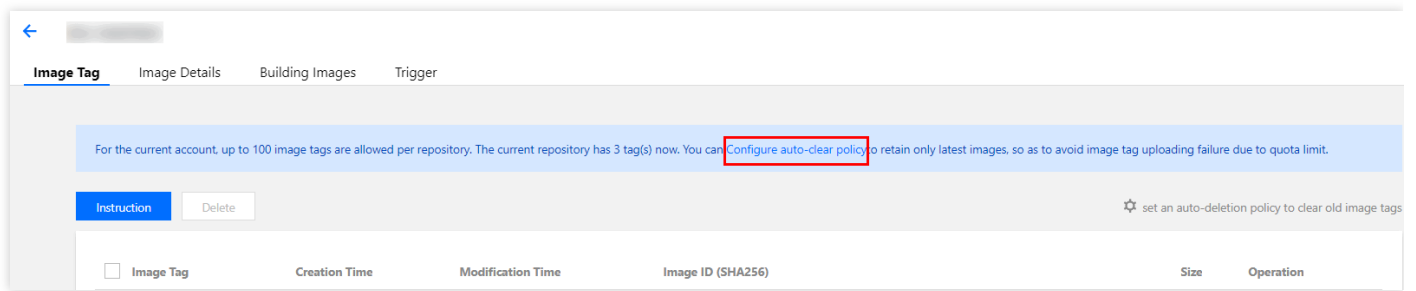 Image Tag Image Details Building Images Trigger
For the current account, up to 100 image tags are allowed per repository. The current repository has 3 tag(s) now. You can Configure auto-clear policy to retain only latest images, so as to avoid image tag uploading failure due to quota limit.
Instruction Delete set an auto-deletion policy to clear old image tags
Image Tag Creation Time Modification Time Image ID (SHA256) Size Operation